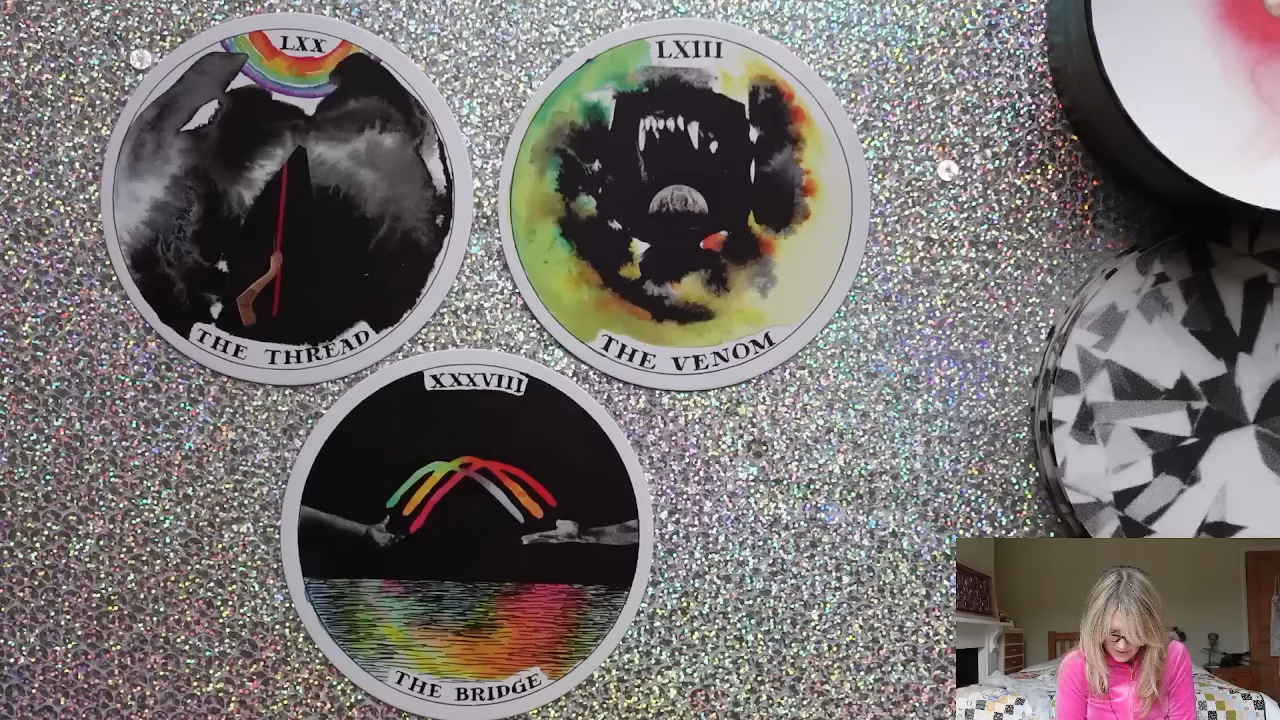 LXX
THE THREAD
LXIII
THE VENOM
XXXVIII
THE BRIDGE